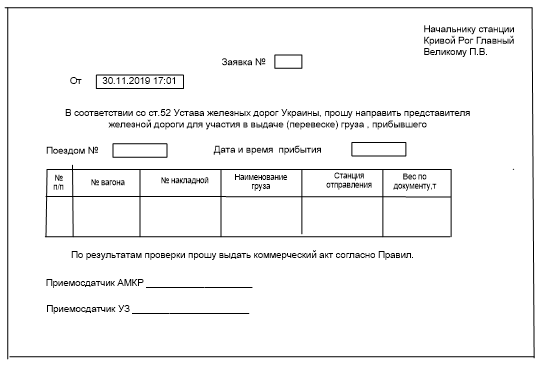 Начальнику станции
Кривой Рог Главный
Великому П.В.
Заявка №
От 30.11.2019 17:01
В соответствии со ст.52 Устава железных дорог Украины, прошу направить представителя
железной дороги для участия в выдаче (перевеске) груза , прибывшего
Поездом № Дата и время прибытия
№ п/п № вагона № накладной Наименование груза Станция отправления Вес по документу,т
По результатам проверки прошу выдать коммерческий акт согласно Правил.
Приемосдатчик АМКР
Приемосдатчик УЗ